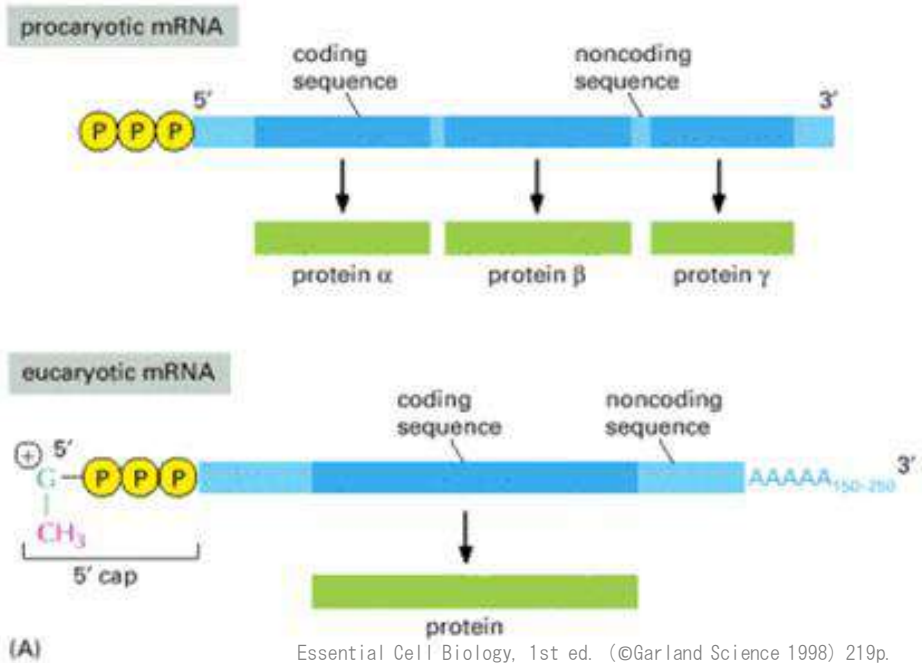 procaryotic mRNA
coding
sequence
noncoding
sequence
5′
3′
P P P
protein α
protein β
protein γ
eucaryotic mRNA
coding
sequence
noncoding
sequence
+
5′
3′
G
P P P
AAAAA150–250
CH3
5′ cap
protein
(A)
Essential Cell Biology, 1st ed. (©Garland Science 1998) 219p.